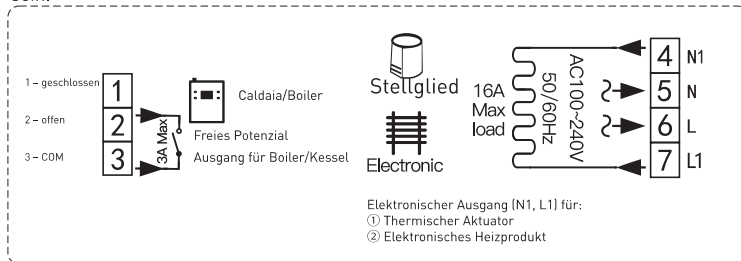 1 – geschlossen
2 – offen
3 – COM
1
2
3
3A Max
Caldaia/Boiler
Freies Potenzial
Ausgang für Boiler/Kessel
Stellglied
Electronic
16A
Max
load
AC100~240V
50/60Hz
4 N1
5 N
6 L
7 L1
Elektronischer Ausgang (N1, L1) für:
① Thermischer Aktuator
② Elektronisches Heizprodukt